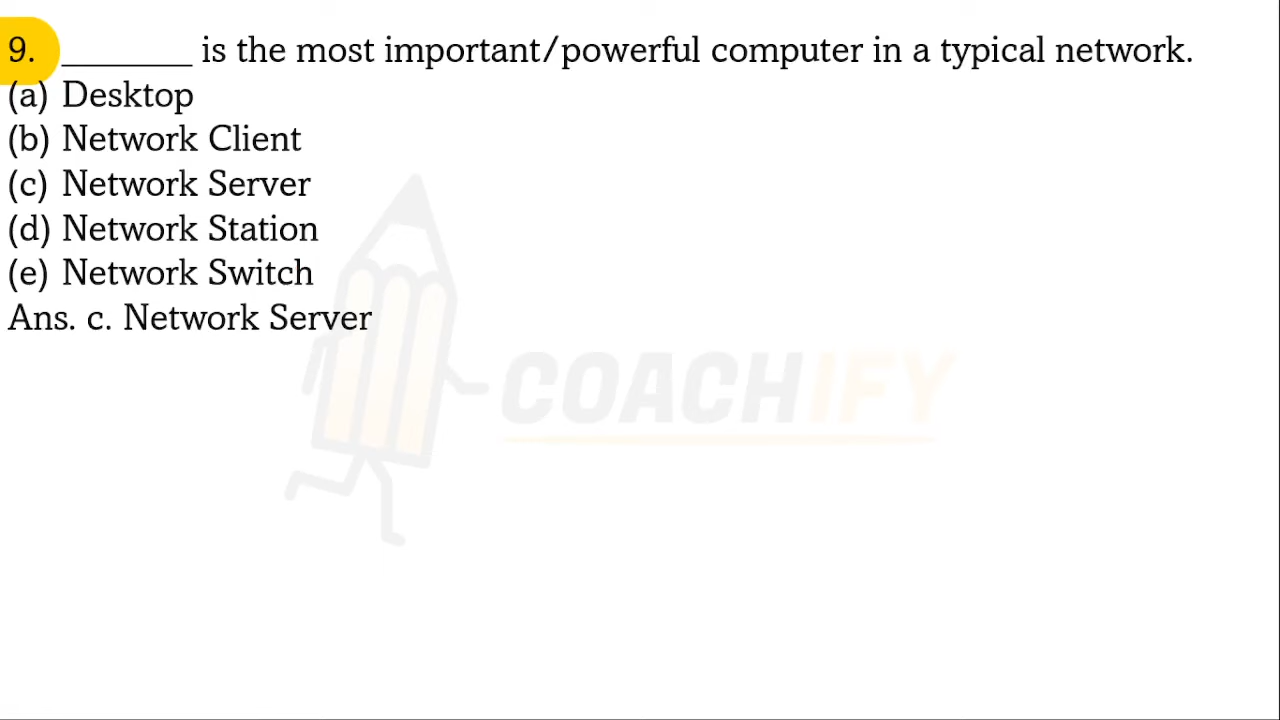 9. ________ is the most important/powerful computer in a typical network.
(a) Desktop
(b) Network Client
(c) Network Server
(d) Network Station
(e) Network Switch
Ans. c. Network Server
COACHIFY